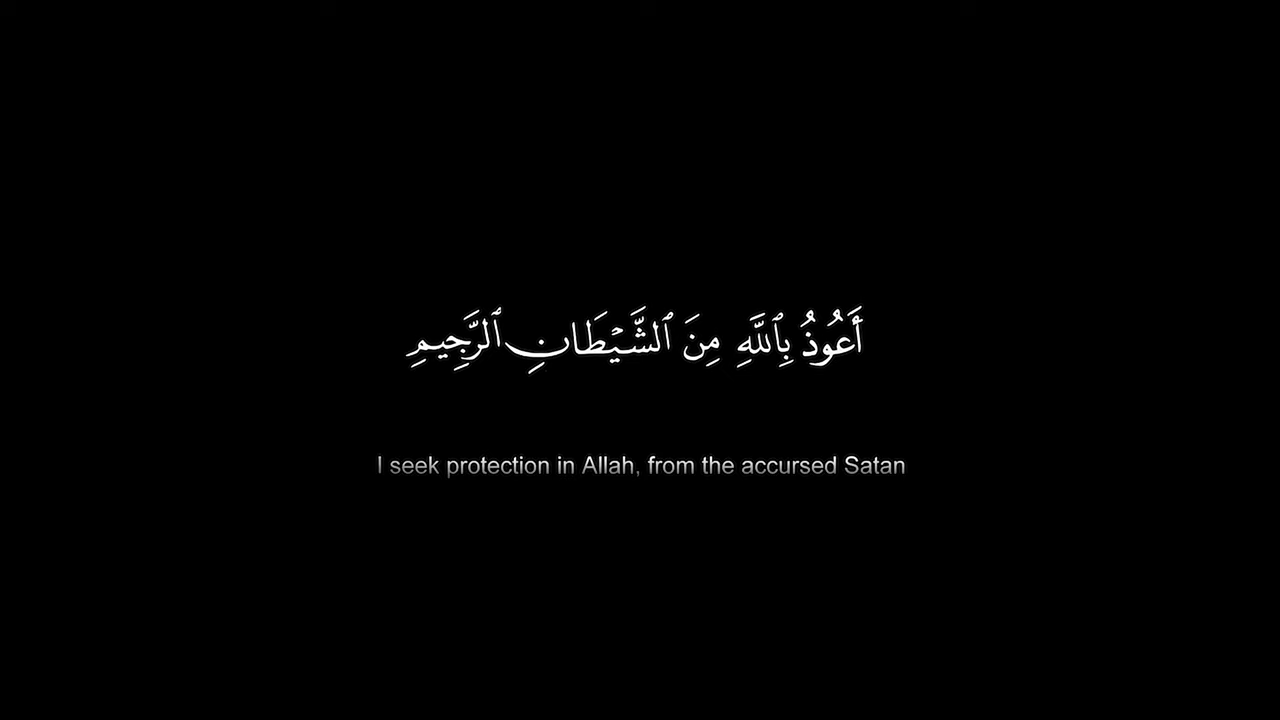 أَعُوذُ بِٱللَّهِ مِنَ ٱلشَّيْطَانِ ٱلرَّجِيمِ
I seek protection in Allah, from the accursed Satan